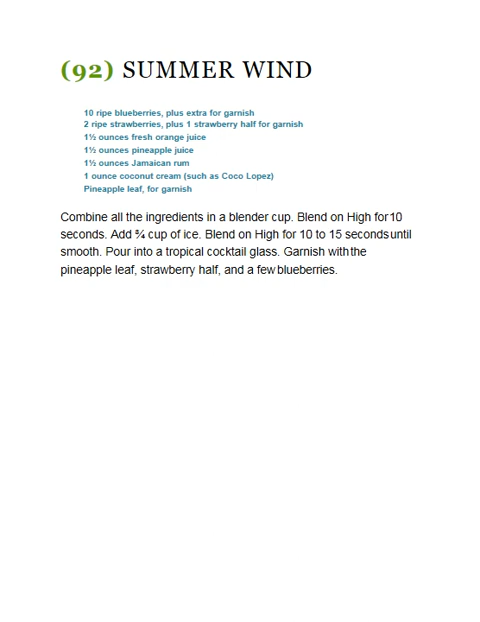 (92) SUMMER WIND
10 ripe blueberries, plus extra for garnish
2 ripe strawberries, plus 1 strawberry half for garnish
1½ ounces fresh orange juice
1½ ounces pineapple juice
1½ ounces Jamaican rum
1 ounce coconut cream (such as Coco Lopez)
Pineapple leaf, for garnish
Combine all the ingredients in a blender cup. Blend on High for 10
seconds. Add ¾ cup of ice. Blend on High for 10 to 15 seconds until
smooth. Pour into a tropical cocktail glass. Garnish with the
pineapple leaf, strawberry half, and a few blueberries.